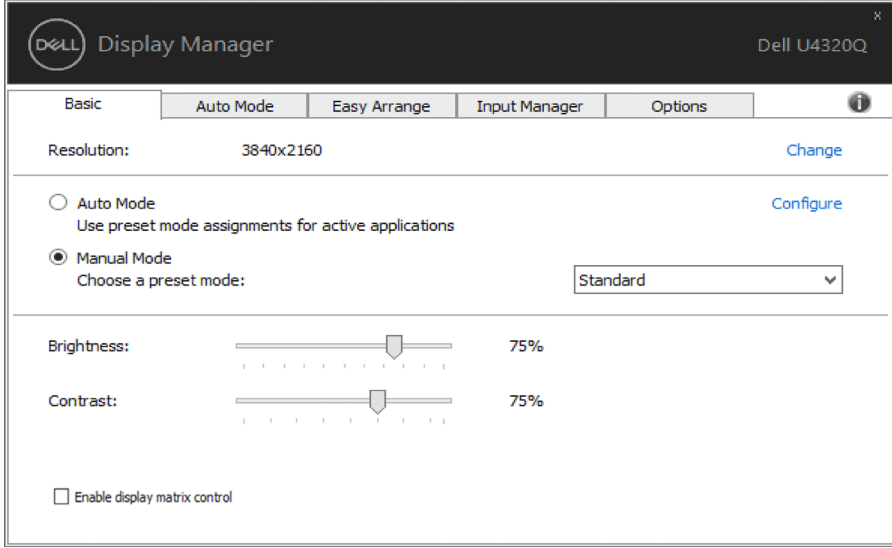 x
DELL Display Manager Dell U4320Q
Basic Auto Mode Easy Arrange Input Manager Options i
Resolution: 3840x2160 Change
Auto Mode Configure
Use preset mode assignments for active applications
Manual Mode
Choose a preset mode: Standard
Brightness: 75%
Contrast: 75%
Enable display matrix control